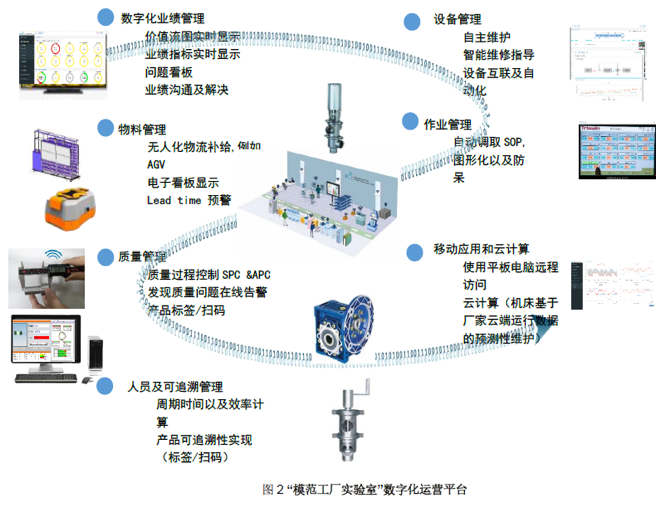 数字化业绩管理
价值流图实时显示
业绩指标实时显示
问题看板
业绩沟通及解决
物料管理
无人化物流补给,例如
AGV
电子看板显示
Lead time 预警
质量管理
质量过程控制 SPC &APC
发现质量问题在线告警
产品标签/扫码
人员及可追溯管理
周期时间以及效率计
算
产品可追溯性实现
（标签/扫码）
设备管理
自主维护
智能维修指导
设备互联及自
动化
作业管理
自动调取 SOP,
图形化以及防
呆
移动应用和云计算
使用平板电脑远程
访问
云计算（机床基于
厂家云端运行数据
的预测性维护）
图 2 “模范工厂实验室”数字化运营平台